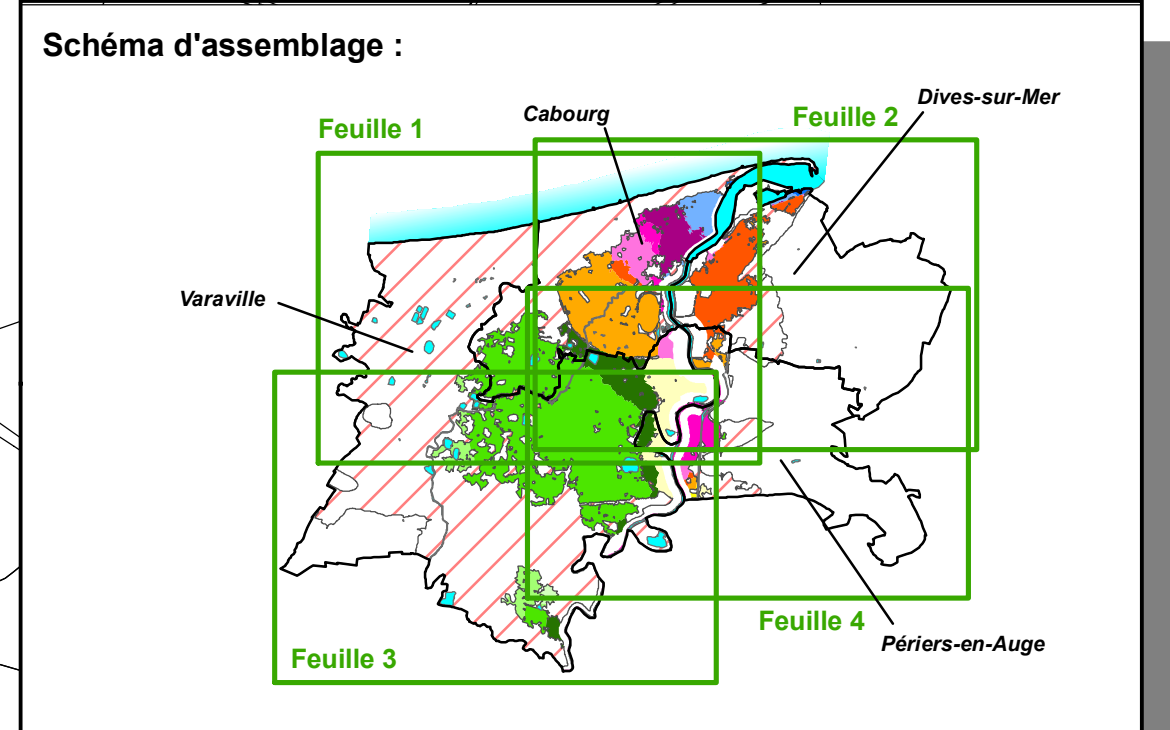 Schéma d'assemblage :
Dives-sur-Mer
Cabourg
Feuille 2
Feuille 1
Varaville
Feuille 4
Périers-en-Auge
Feuille 3